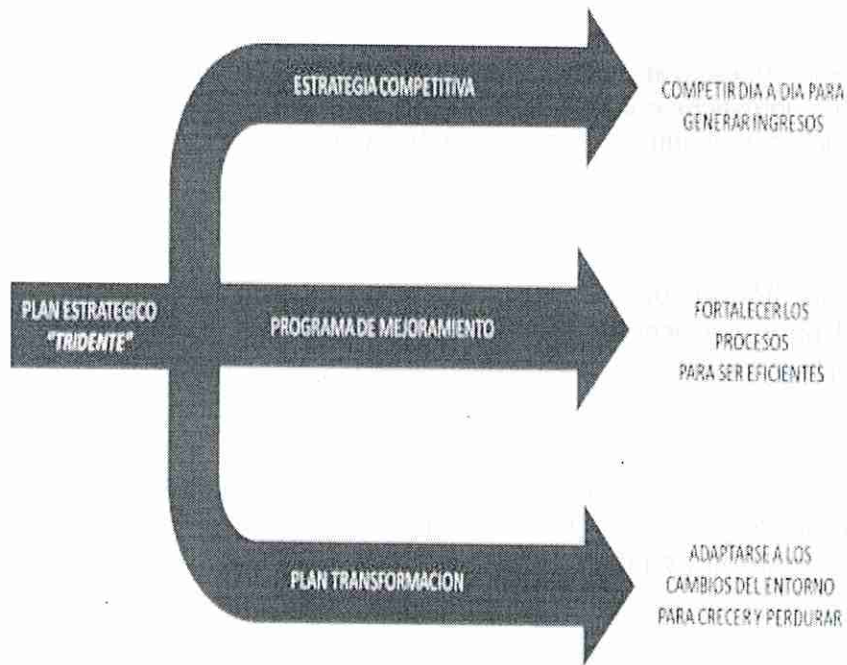 ESTRATEGIA COMPETITIVA
COMPETIR DIA A DIA PARA
GENERAR INGRESOS
PLAN ESTRATEGICO
"TRIDENTE"
PROGRAMA DE MEJORAMIENTO
FORTALECER LOS
PROCESOS
PARA SER EFICIENTES
PLAN TRANSFORMACION
ADAPTARSE A LOS
CAMBIOS DEL ENTORNO
PARA CRECER Y PERDURAR